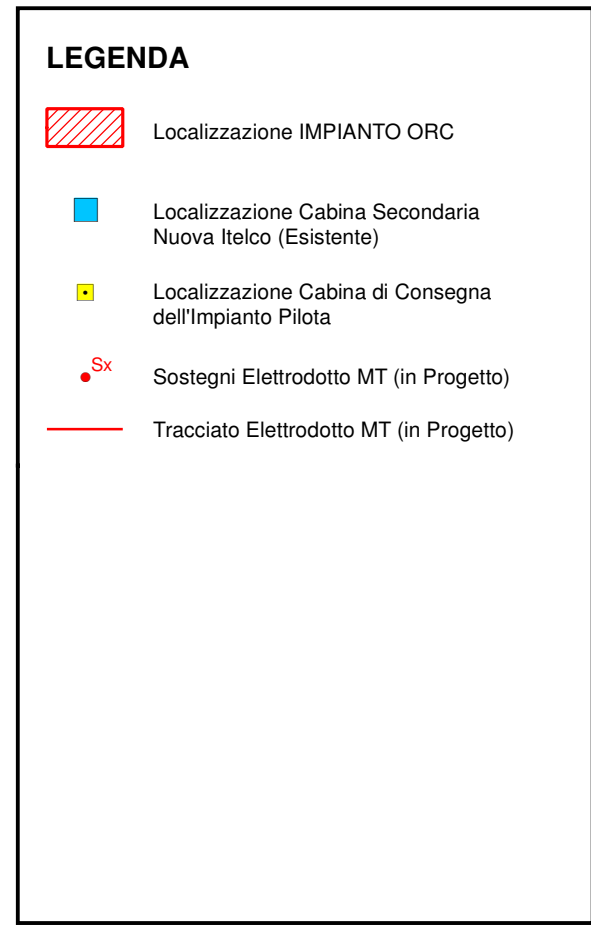 LEGENDA
Localizzazione IMPIANTO ORC
Localizzazione Cabina Secondaria
Nuova Itelco (Esistente)
Localizzazione Cabina di Consegna
dell'Impianto Pilota
Sx
Sostegni Elettrodotto MT (in Progetto)
Tracciato Elettrodotto MT (in Progetto)